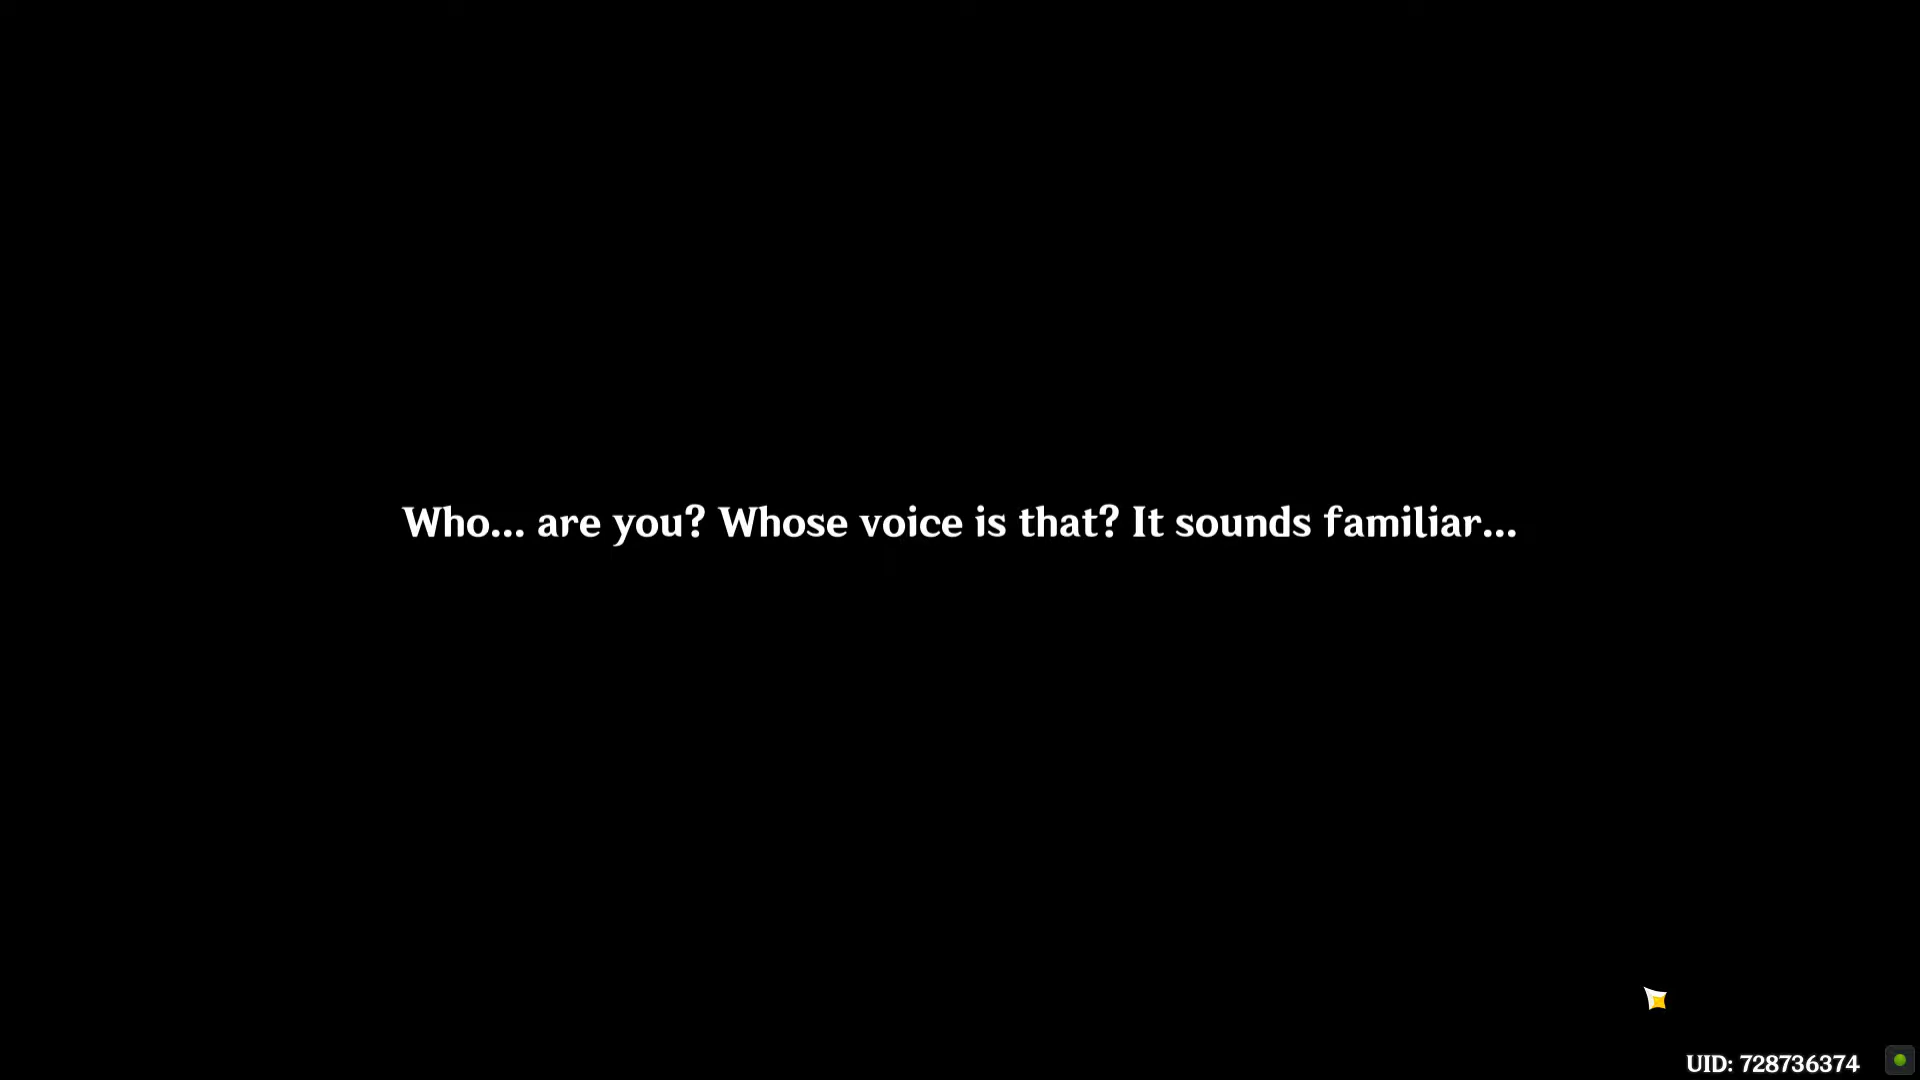 Who... are you? Whose voice is that? It sounds familiar...
UID: 728736374